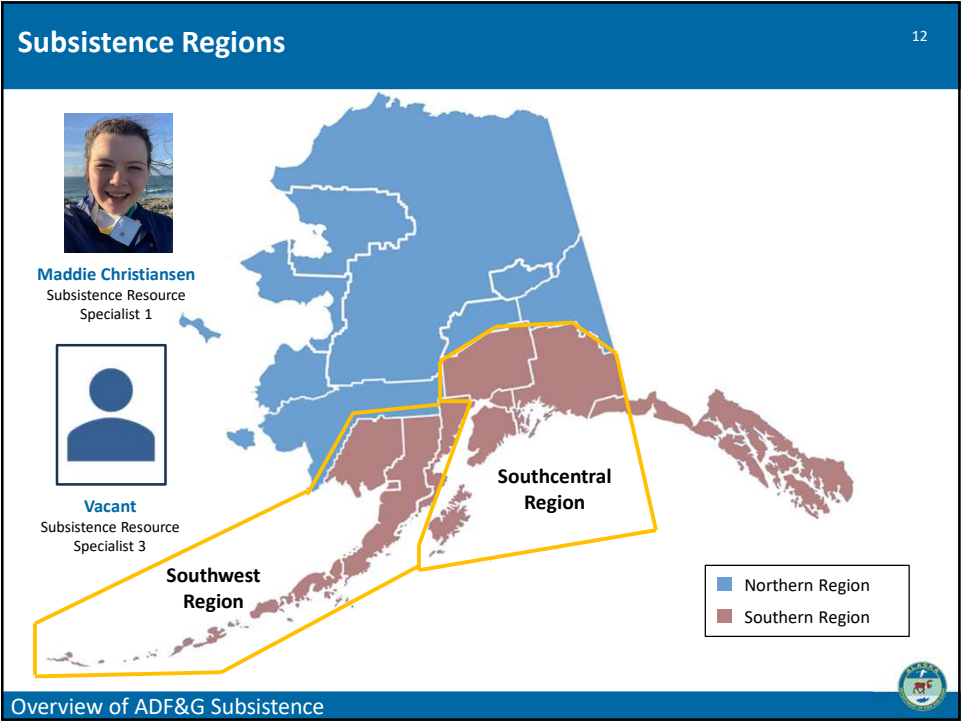 Subsistence Regions
12
Maddie Christiansen
Subsistence Resource
Specialist 1
Vacant
Subsistence Resource
Specialist 3
Southcentral
Region
Southwest
Region
Northern Region
Southern Region
ALASKA
Overview of ADF&G Subsistence